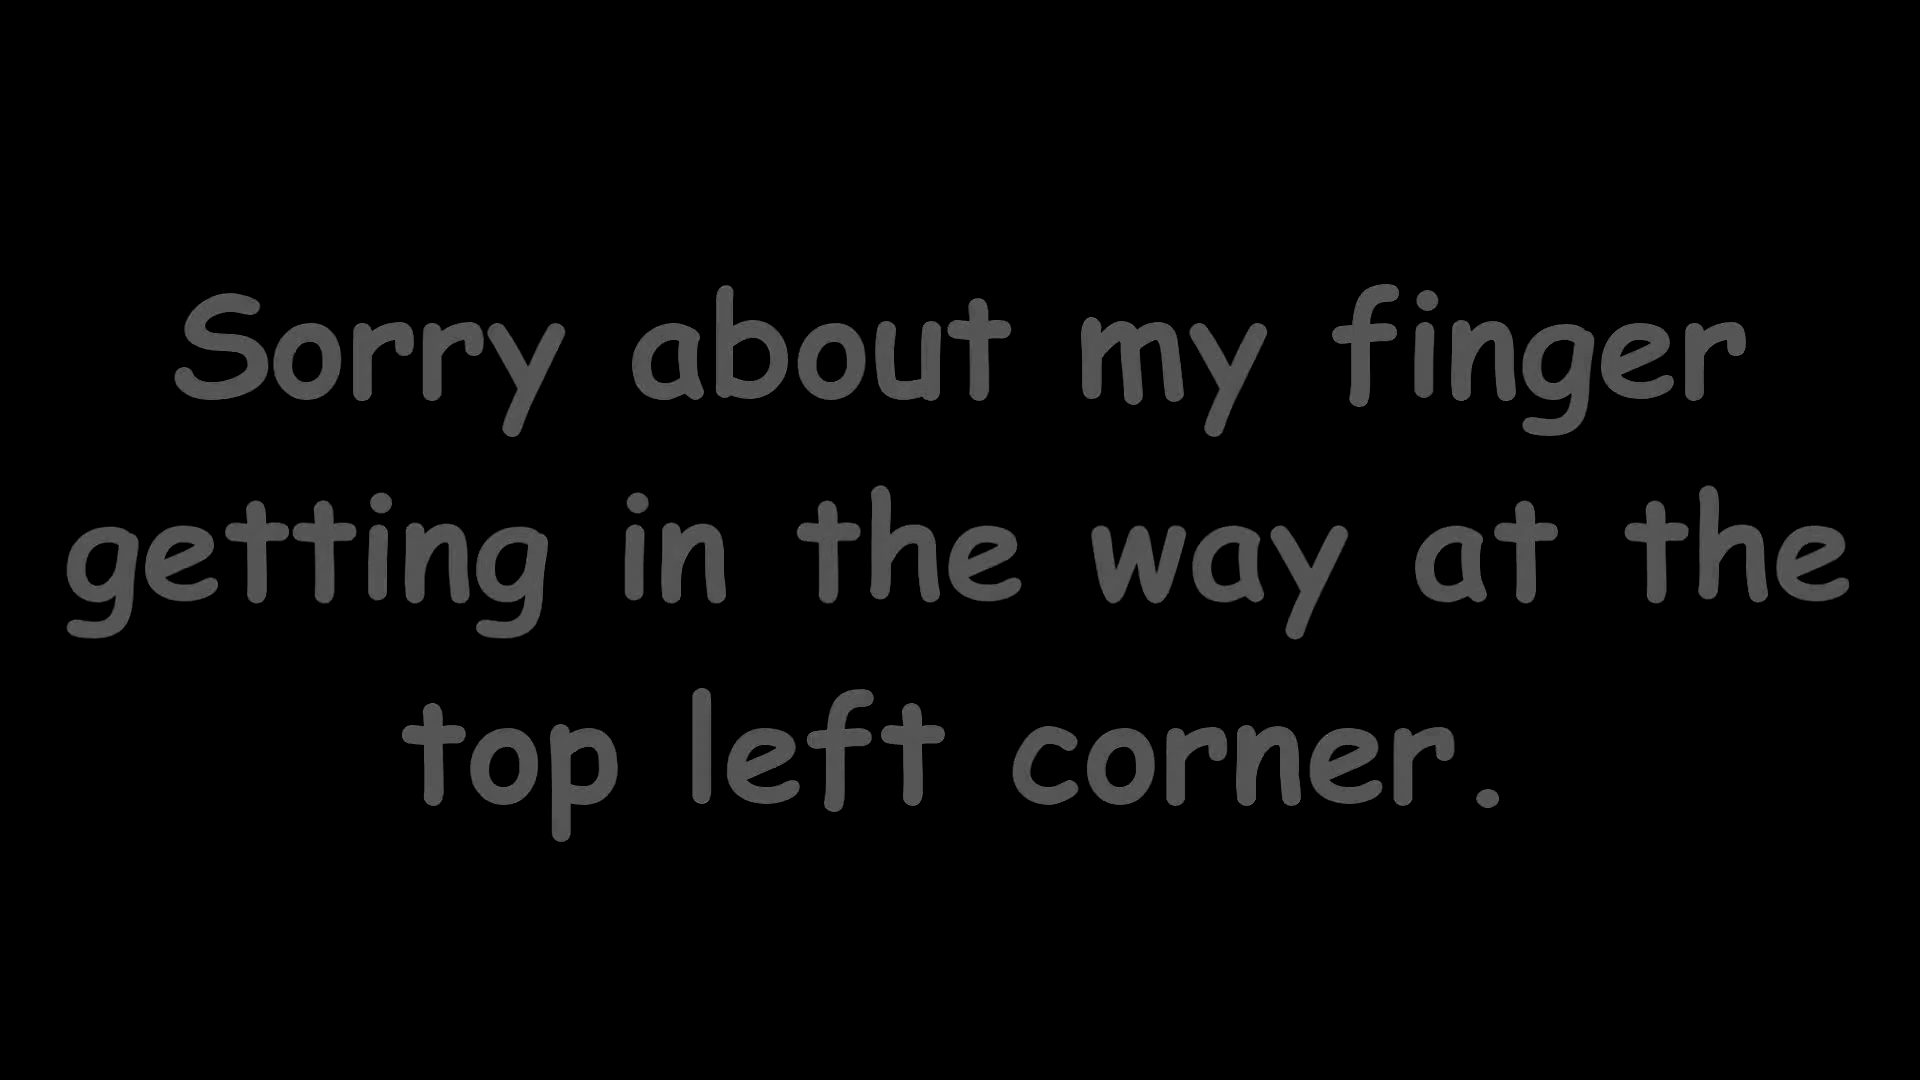 Sorry about my finger
getting in the way at the
top left corner.